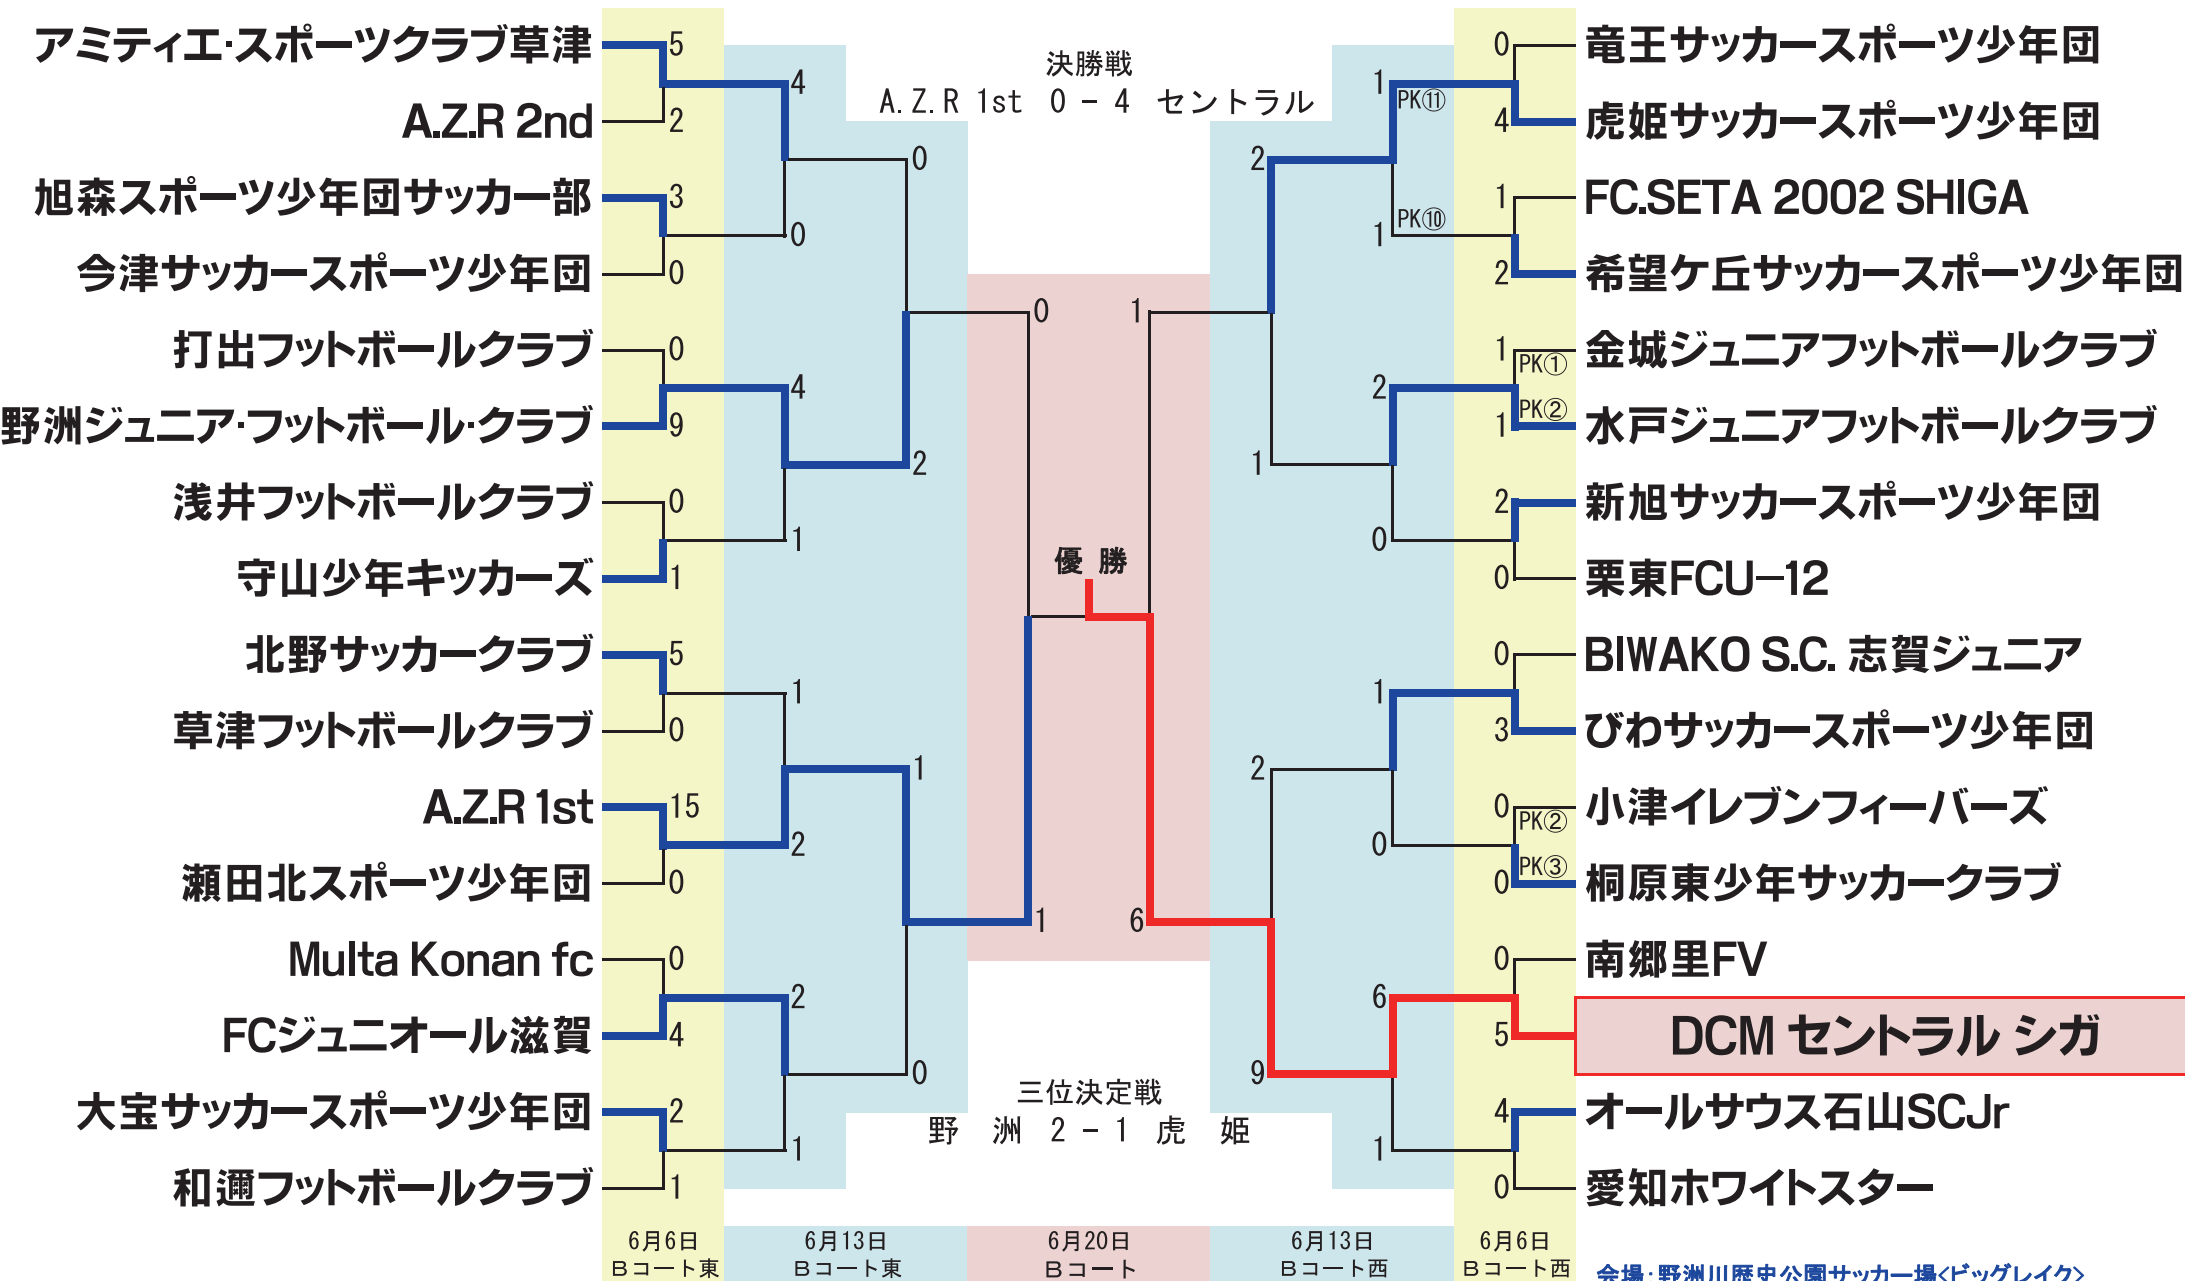 アミティエ·スポーツクラブ草津
5
A.Z.R 2nd
2
4
旭森スポーツ少年団サッカー部
3
今津サッカースポーツ少年団
0
0
0
打出フットボールクラブ
0
野洲ジュニア·フットボール·クラブ
9
4
浅井フットボールクラブ
0
守山少年キッカーズ
1
1
2
0
北野サッカークラブ
5
草津フットボールクラブ
0
1
A.Z.R 1st
15
瀬田北スポーツ少年団
0
2
1
Multa Konan fc
0
FCジュニオール滋賀
4
2
大宝サッカースポーツ少年団
2
和邇フットボールクラブ
1
1
0
1
決勝戦
A.Z.R 1st 0－4 セントラル
優 勝
三位決定戦
野 洲 2－1 虎 姫
0
竜王サッカースポーツ少年団
4
虎姫サッカースポーツ少年団
1
PK⑪
1
FC.SETA 2002 SHIGA
2
希望ケ丘サッカースポーツ少年団
1
PK⑩
2
1
PK①
金城ジュニアフットボールクラブ
1
PK②
水戸ジュニアフットボールクラブ
2
2
新旭サッカースポーツ少年団
0
栗東FCU−12
0
1
1
0
BIWAKO S.C. 志賀ジュニア
3
びわサッカースポーツ少年団
1
0
PK②
小津イレブンフィーバーズ
0
PK③
桐原東少年サッカークラブ
0
2
0
南郷里FV
5
DCM セントラル シガ
6
4
オールサウス石山SCJr
0
愛知ホワイトスター
1
9
6
6月6日
Bコート東
6月13日
Bコート東
6月20日
Bコート
6月13日
Bコート西
6月6日
Bコート西
会場：野洲川歴史公園サッカー場<ビッグレイク>